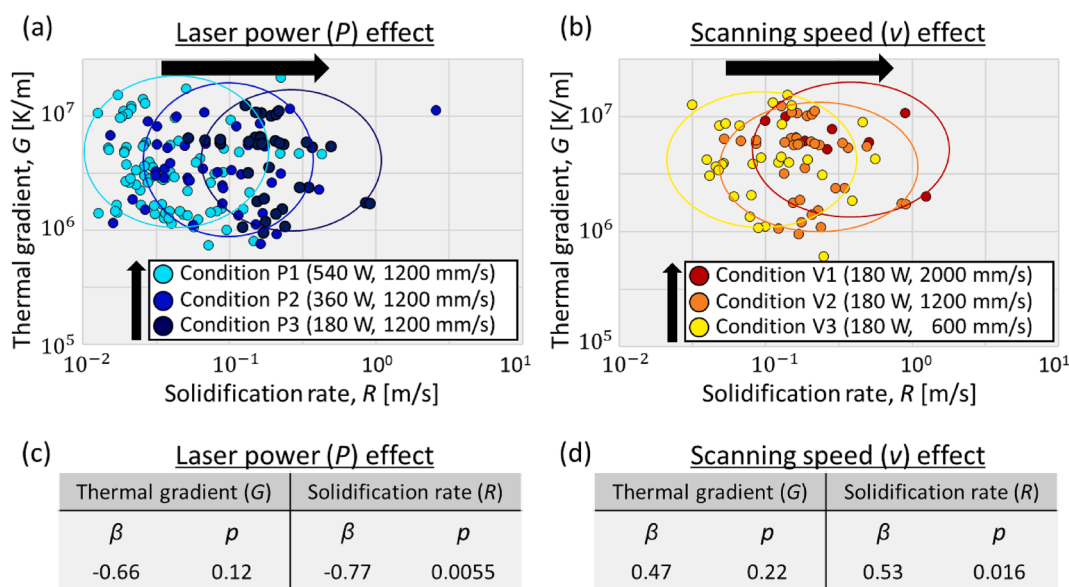 (a)
Laser power (P) effect
Thermal gradient, G [K/m]
10^7
10^6
10^5
Condition P1 (540 W, 1200 mm/s)
Condition P2 (360 W, 1200 mm/s)
Condition P3 (180 W, 1200 mm/s)
10^-2
10^-1
10^0
10^1
Solidification rate, R [m/s]
(b)
Scanning speed (v) effect
Thermal gradient, G [K/m]
10^7
10^6
10^5
Condition V1 (180 W, 2000 mm/s)
Condition V2 (180 W, 1200 mm/s)
Condition V3 (180 W, 600 mm/s)
10^-2
10^-1
10^0
10^1
Solidification rate, R [m/s]
(c)
Laser power (P) effect
Thermal gradient (G) Solidification rate (R)
β p β p
-0.66 0.12 -0.77 0.0055
(d)
Scanning speed (v) effect
Thermal gradient (G) Solidification rate (R)
β p β p
0.47 0.22 0.53 0.016